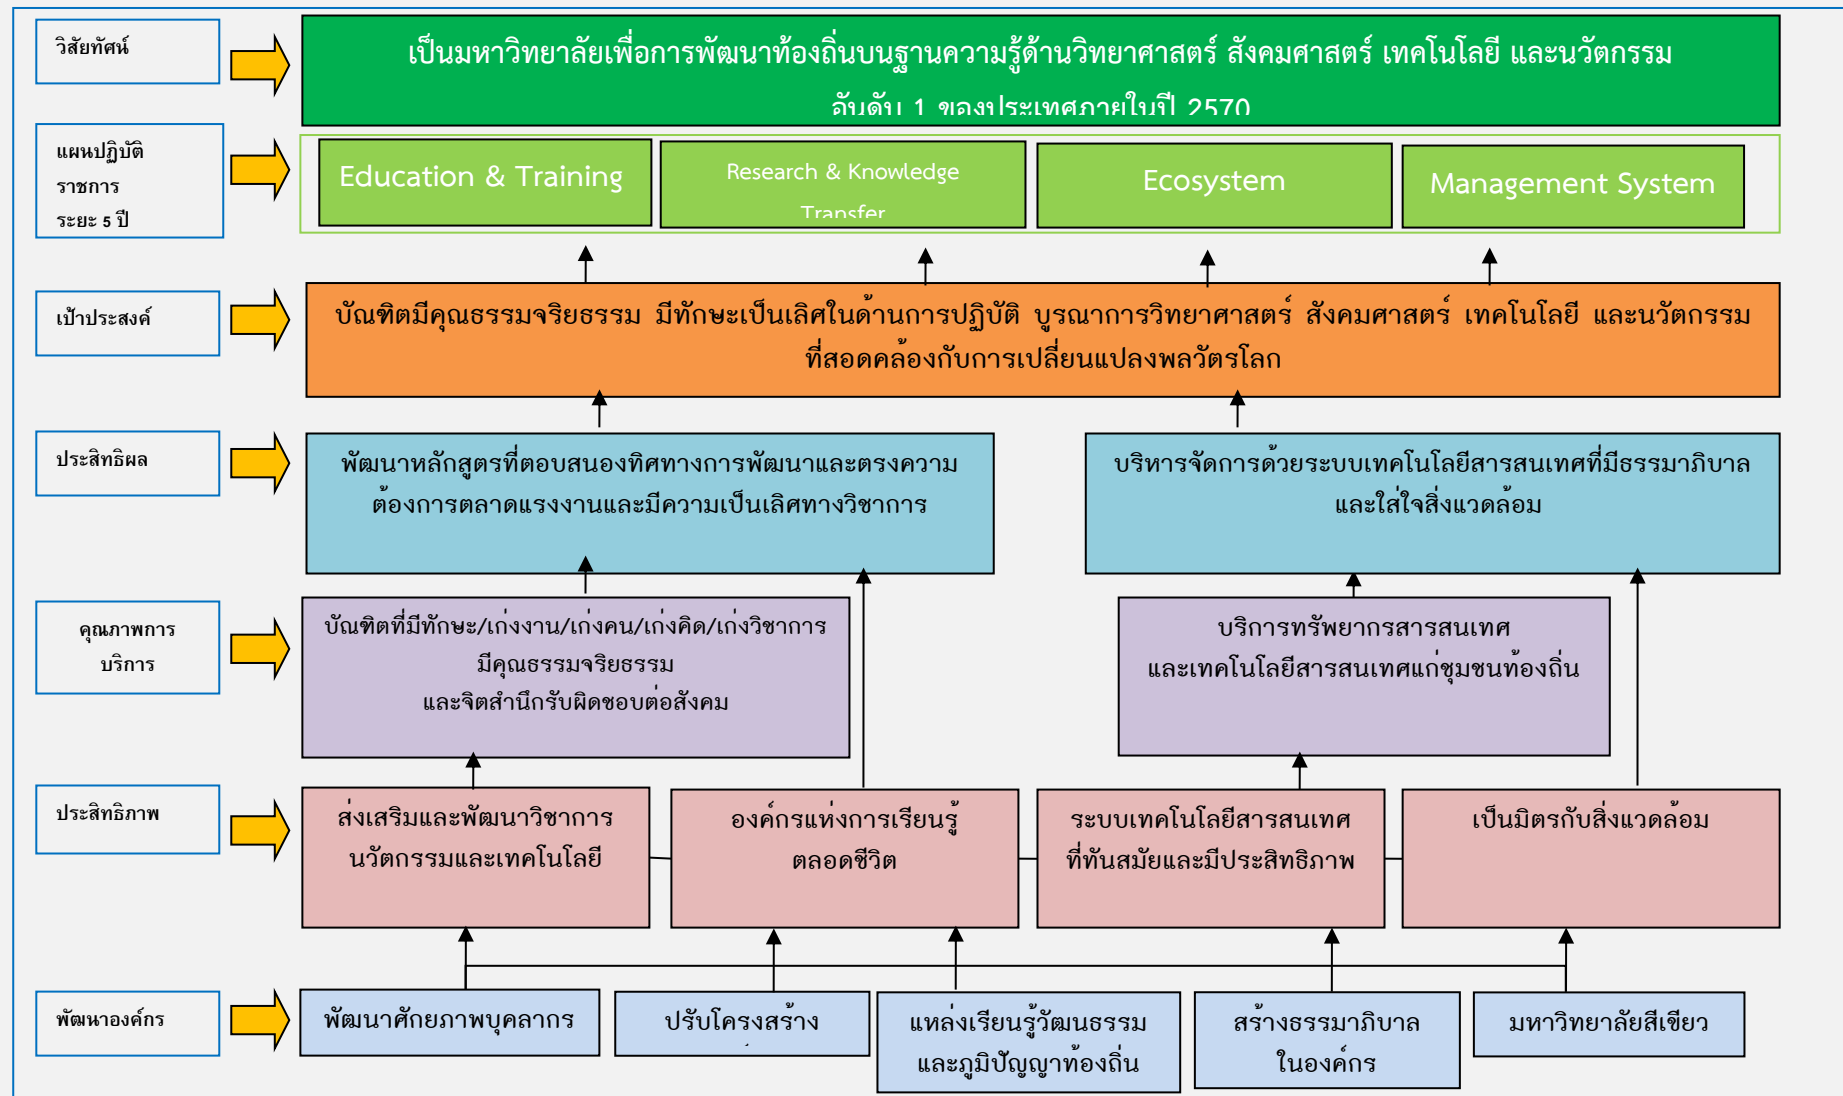 วิสัยทัศน์
เป็นมหาวิทยาลัยเพื่อการพัฒนาท้องถิ่นบนฐานความรู้ด้านวิทยาศาสตร์ สังคมศาสตร์ เทคโนโลยี และนวัตกรรม
อันดับ 1 ของประเทศภายในปี 2570
แผนปฏิบัติ
ราชการ
ระยะ 5 ปี
Education & Training
Research & Knowledge
Transfer
Ecosystem
Management System
เป้าประสงค์
บัณฑิตมีคุณธรรมจริยธรรม มีทักษะเป็นเลิศในด้านการปฏิบัติ บูรณาการวิทยาศาสตร์ สังคมศาสตร์ เทคโนโลยี และนวัตกรรม
ที่สอดคล้องกับการเปลี่ยนแปลงพลวัตรโลก
ประสิทธิผล
พัฒนาหลักสูตรที่ตอบสนองทิศทางการพัฒนาและตรงความ
ต้องการตลาดแรงงานและมีความเป็นเลิศทางวิชาการ
บริหารจัดการด้วยระบบเทคโนโลยีสารสนเทศที่มีธรรมาภิบาล
และใส่ใจสิ่งแวดล้อม
คุณภาพการ
บริการ
บัณฑิตที่มีทักษะ/เก่งงาน/เก่งคน/เก่งคิด/เก่งวิชาการ
มีคุณธรรมจริยธรรม
และจิตสำนึกรับผิดชอบต่อสังคม
บริการทรัพยากรสารสนเทศ
และเทคโนโลยีสารสนเทศแก่ชุมชนท้องถิ่น
ประสิทธิภาพ
ส่งเสริมและพัฒนาวิชาการ
นวัตกรรมและเทคโนโลยี
องค์กรแห่งการเรียนรู้
ตลอดชีวิต
ระบบเทคโนโลยีสารสนเทศ
ที่ทันสมัยและมีประสิทธิภาพ
เป็นมิตรกับสิ่งแวดล้อม
พัฒนาองค์กร
พัฒนาศักยภาพบุคลากร
ปรับโครงสร้าง
แหล่งเรียนรู้วัฒนธรรม
และภูมิปัญญาท้องถิ่น
สร้างธรรมาภิบาล
ในองค์กร
มหาวิทยาลัยสีเขียว